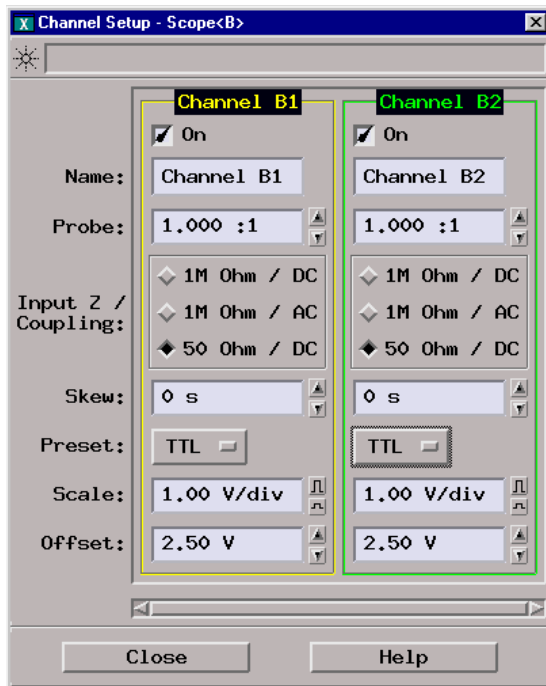 Channel Setup - Scope<B>
Channel B1 Channel B2
On On
Name: Channel B1 Channel B2
Probe: 1.000 :1 1.000 :1
Input Z / Coupling:
1M Ohm / DC 1M Ohm / DC
1M Ohm / AC 1M Ohm / AC
50 Ohm / DC 50 Ohm / DC
Skew: 0 s 0 s
Preset: TTL TTL
Scale: 1.00 V/div 1.00 V/div
Offset: 2.50 V 2.50 V
Close Help